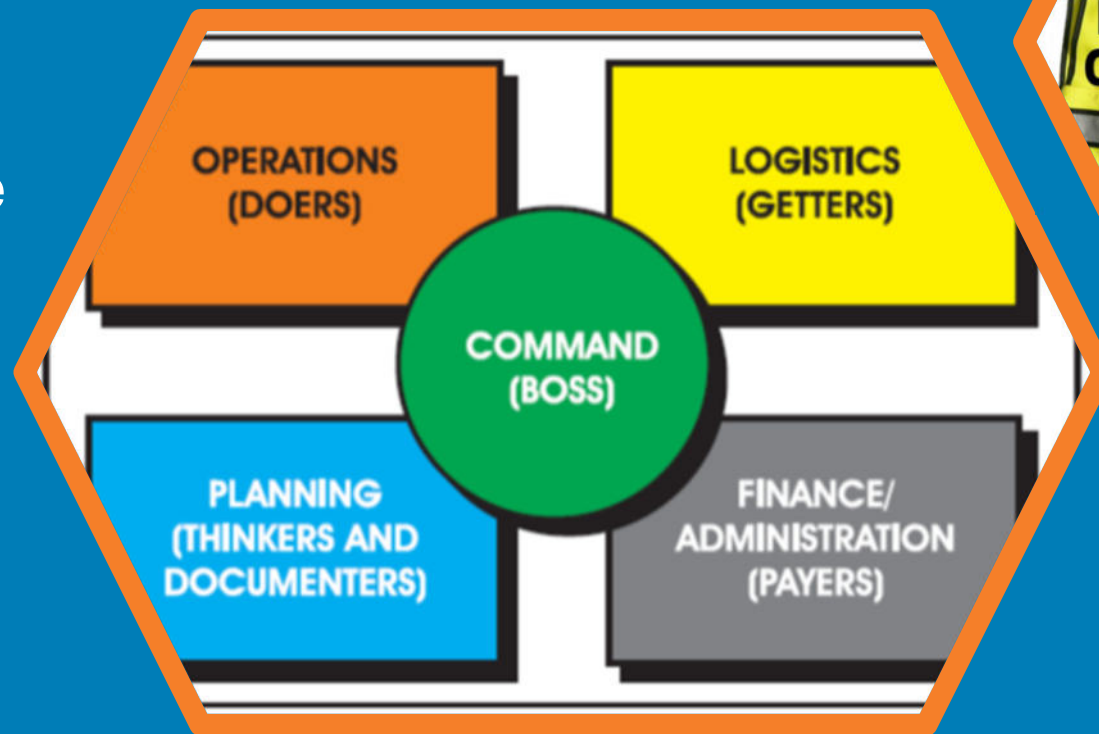 OPERATIONS
(DOERS)
LOGISTICS
(GETTERS)
COMMAND
(BOSS)
PLANNING
(THINKERS AND
DOCUMENTERS)
FINANCE/
ADMINISTRATION
(PAYERS)